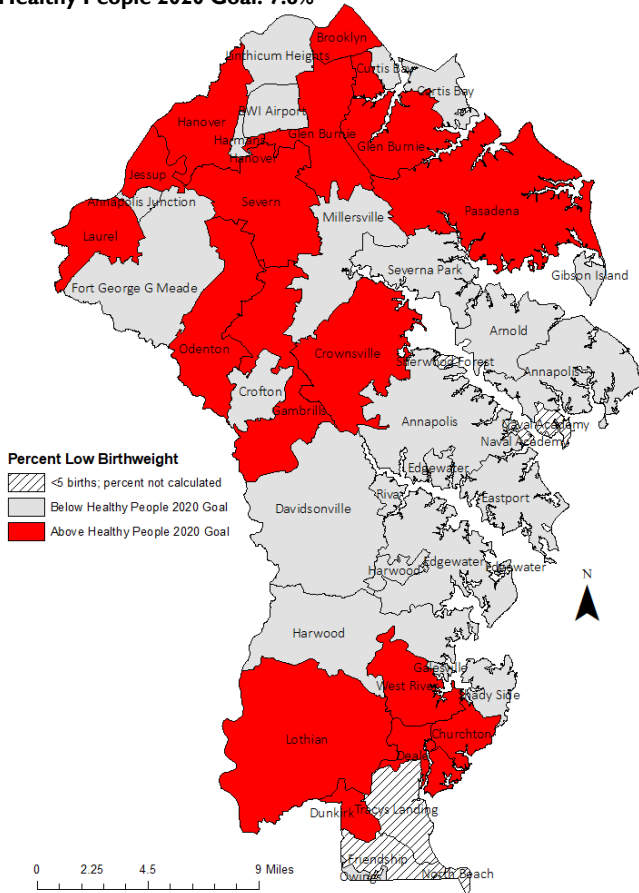 Healthy People 2020 Goal: 7.8%
Brooklyn
Linthicum Heights
Curtis Bay
Curtis Bay
BWI Airport
Hanover
Glen Burnie
Harmans
Glen Burnie
Hanover
Jessup
Annapolis Junction
Severn
Pasadena
Millersville
Laurel
Severna Park
Gibson Island
Fort George G Meade
Arnold
Odenton
Crownsville
Sherwood Forest
Annapolis
Crofton
Gambrills
Annapolis
Naval Academy
Naval Academy
Percent Low Birthweight
<5 births; percent not calculated
Below Healthy People 2020 Goal
Above Healthy People 2020 Goal
Edgewater
Riva
Eastport
Davidsonville
Edgewater
Edgewater
Harwood
N
Harwood
Galesville
West River
Shady Side
Lothian
Churchton
Deale
Dunkirk
Tracys Landing
Friendship
Owings
North Beach
0 2.25 4.5 9 Miles